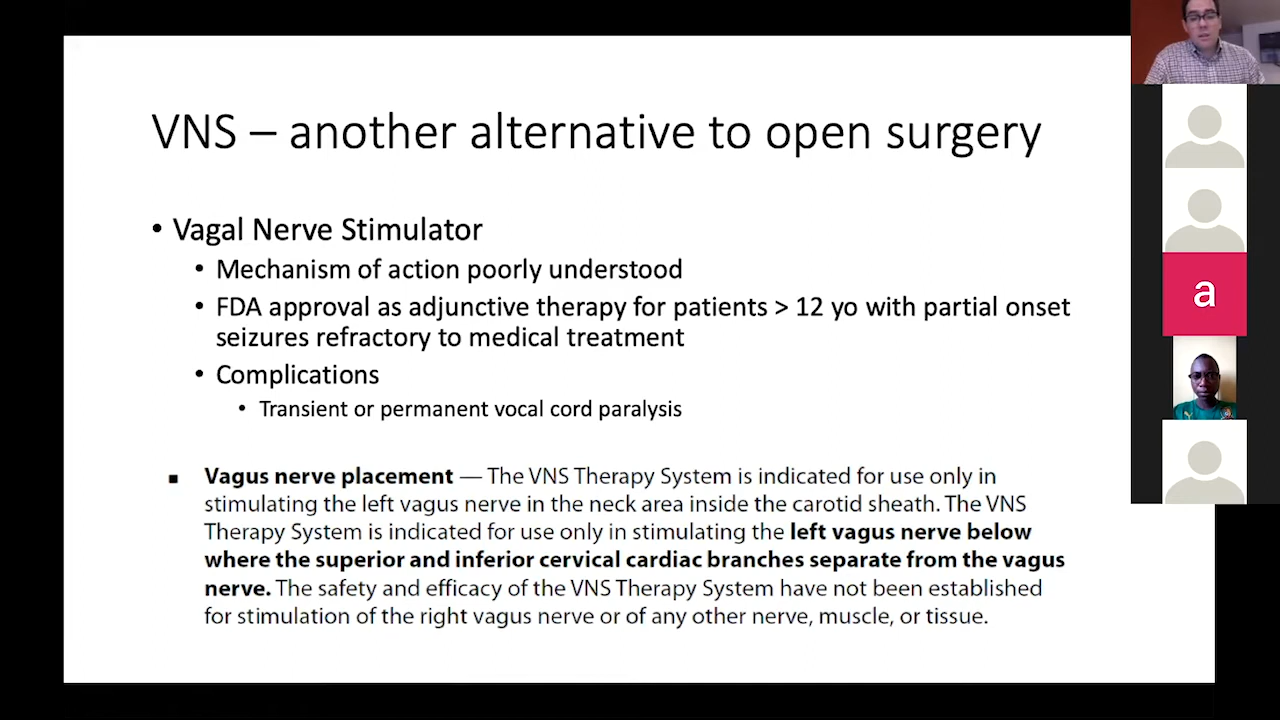 VNS – another alternative to open surgery
• Vagal Nerve Stimulator
• Mechanism of action poorly understood
• FDA approval as adjunctive therapy for patients > 12 yo with partial onset
seizures refractory to medical treatment
• Complications
• Transient or permanent vocal cord paralysis
▪ Vagus nerve placement — The VNS Therapy System is indicated for use only in
stimulating the left vagus nerve in the neck area inside the carotid sheath. The VNS
Therapy System is indicated for use only in stimulating the left vagus nerve below
where the superior and inferior cervical cardiac branches separate from the vagus
nerve. The safety and efficacy of the VNS Therapy System have not been established
for stimulation of the right vagus nerve or of any other nerve, muscle, or tissue.
a